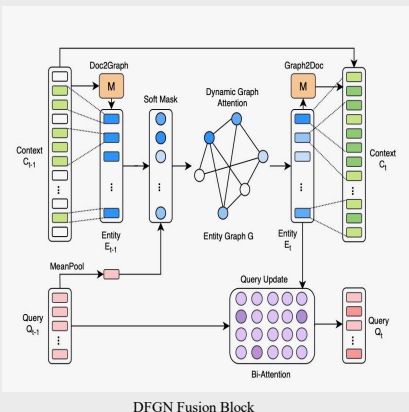 Doc2Graph
Graph2Doc
M
M
Soft Mask
Dynamic Graph
Attention
Context
C_{t-1}
Context
C_t
Entity
E_{t-1}
Entity Graph G
Entity
E_t
MeanPool
Query Update
Query
Q_{t-1}
Query
Q_t
Bi-Attention
DFGN Fusion Block